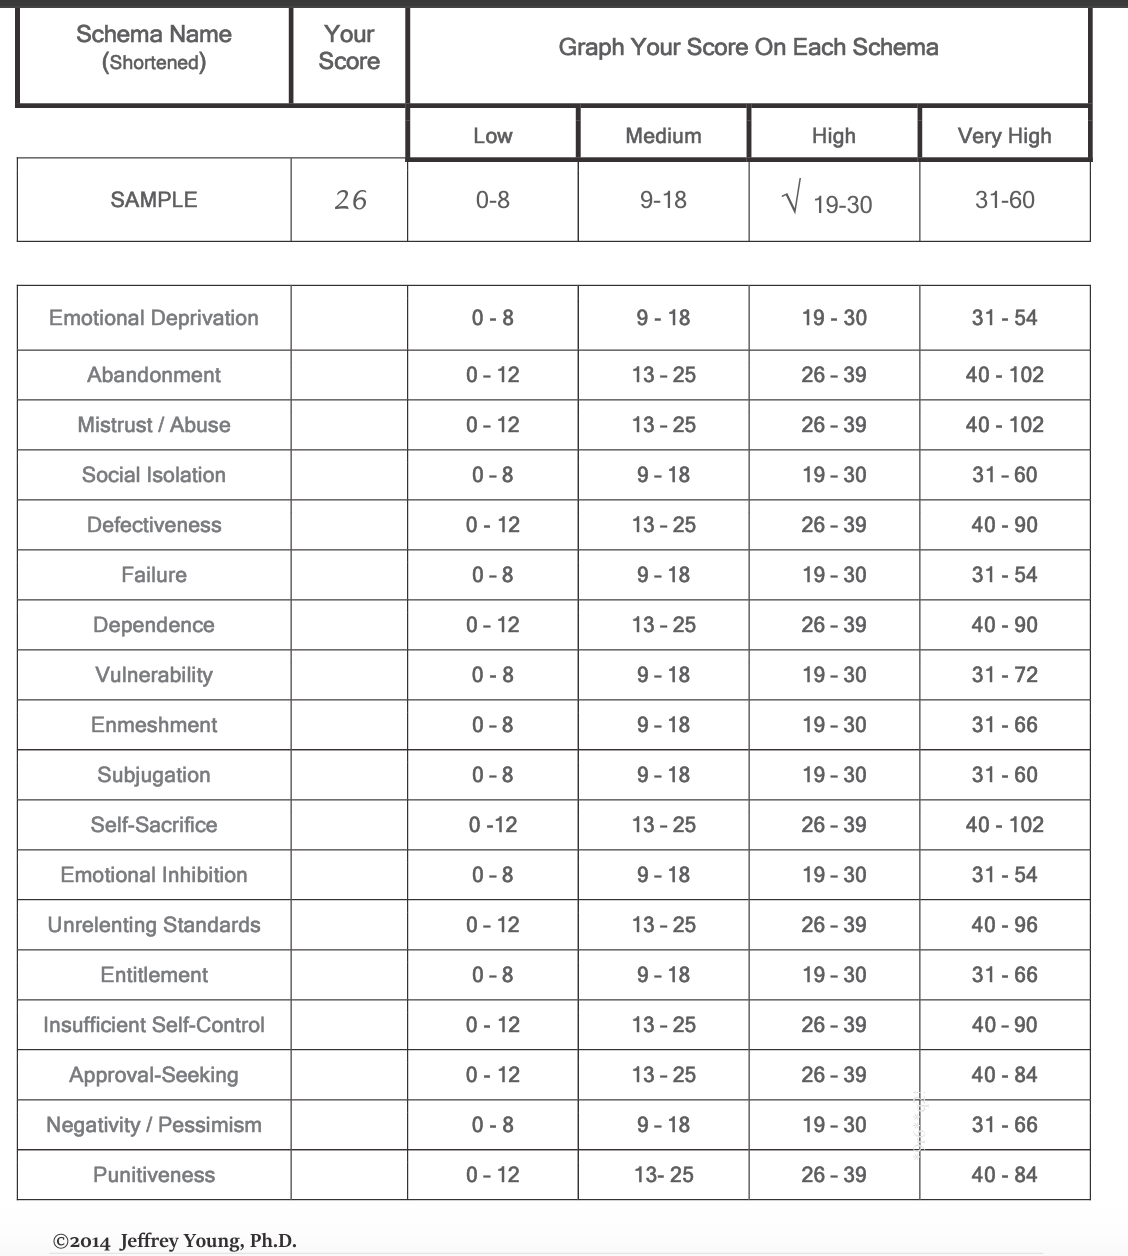 Schema Name Your Graph Your Score On Each Schema
(Shortened) Score
Low Medium High Very High
SAMPLE 26 0-8 9-18 √ 19-30 31-60
Emotional Deprivation 0 - 8 9 - 18 19 - 30 31 - 54
Abandonment 0 - 12 13 - 25 26 - 39 40 - 102
Mistrust / Abuse 0 - 12 13 - 25 26 - 39 40 - 102
Social Isolation 0 - 8 9 - 18 19 - 30 31 - 60
Defectiveness 0 - 12 13 - 25 26 - 39 40 - 90
Failure 0 - 8 9 - 18 19 - 30 31 - 54
Dependence 0 - 12 13 - 25 26 - 39 40 - 90
Vulnerability 0 - 8 9 - 18 19 - 30 31 - 72
Enmeshment 0 - 8 9 - 18 19 - 30 31 - 66
Subjugation 0 - 8 9 - 18 19 - 30 31 - 60
Self-Sacrifice 0 -12 13 - 25 26 - 39 40 - 102
Emotional Inhibition 0 - 8 9 - 18 19 - 30 31 - 54
Unrelenting Standards 0 - 12 13 - 25 26 - 39 40 - 96
Entitlement 0 - 8 9 - 18 19 - 30 31 - 66
Insufficient Self-Control 0 - 12 13 - 25 26 - 39 40 - 90
Approval-Seeking 0 - 12 13 - 25 26 - 39 40 - 84
Negativity / Pessimism 0 - 8 9 - 18 19 - 30 31 - 66
Punitiveness 0 - 12 13- 25 26 - 39 40 - 84
©2014 Jeffrey Young, Ph.D.